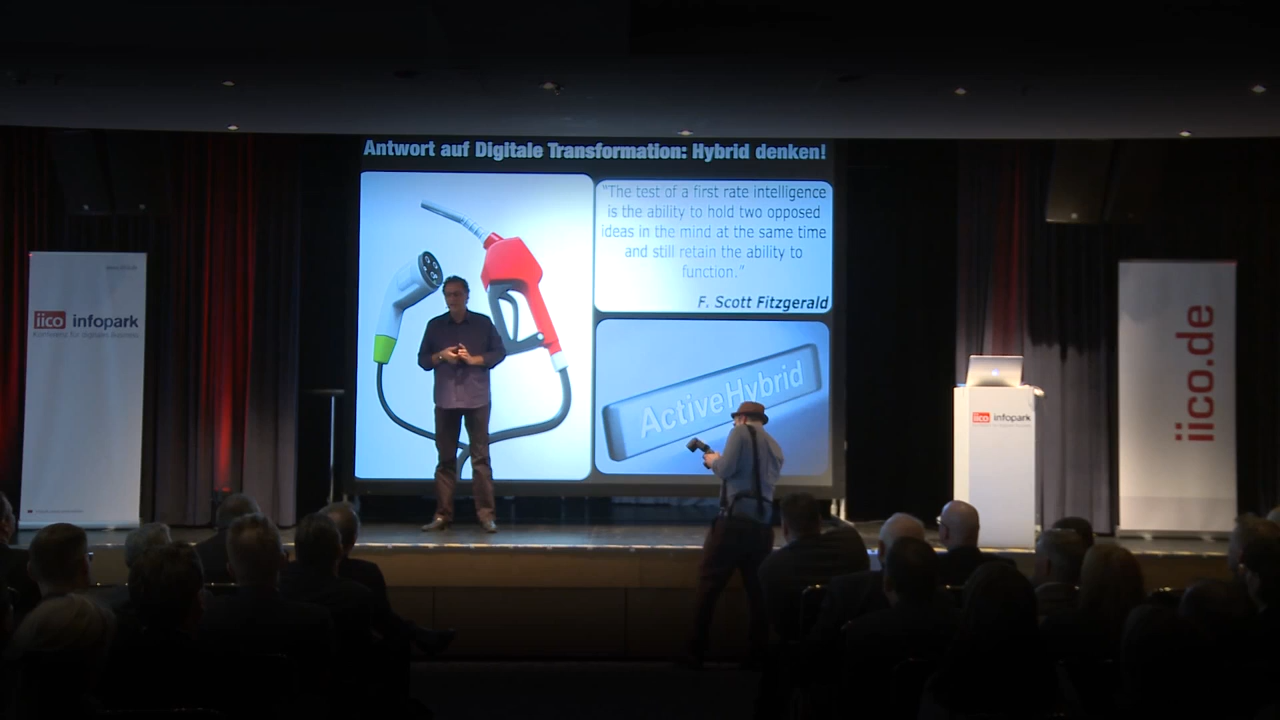 Antwort auf Digitale Transformation: Hybrid denken!
"The test of a first rate intelligence
is the ability to hold two opposed
ideas in the mind at the same time
and still retain the ability to
function."
F. Scott Fitzgerald
ActiveHybrid
iico infopark
iico infopark
iico.de